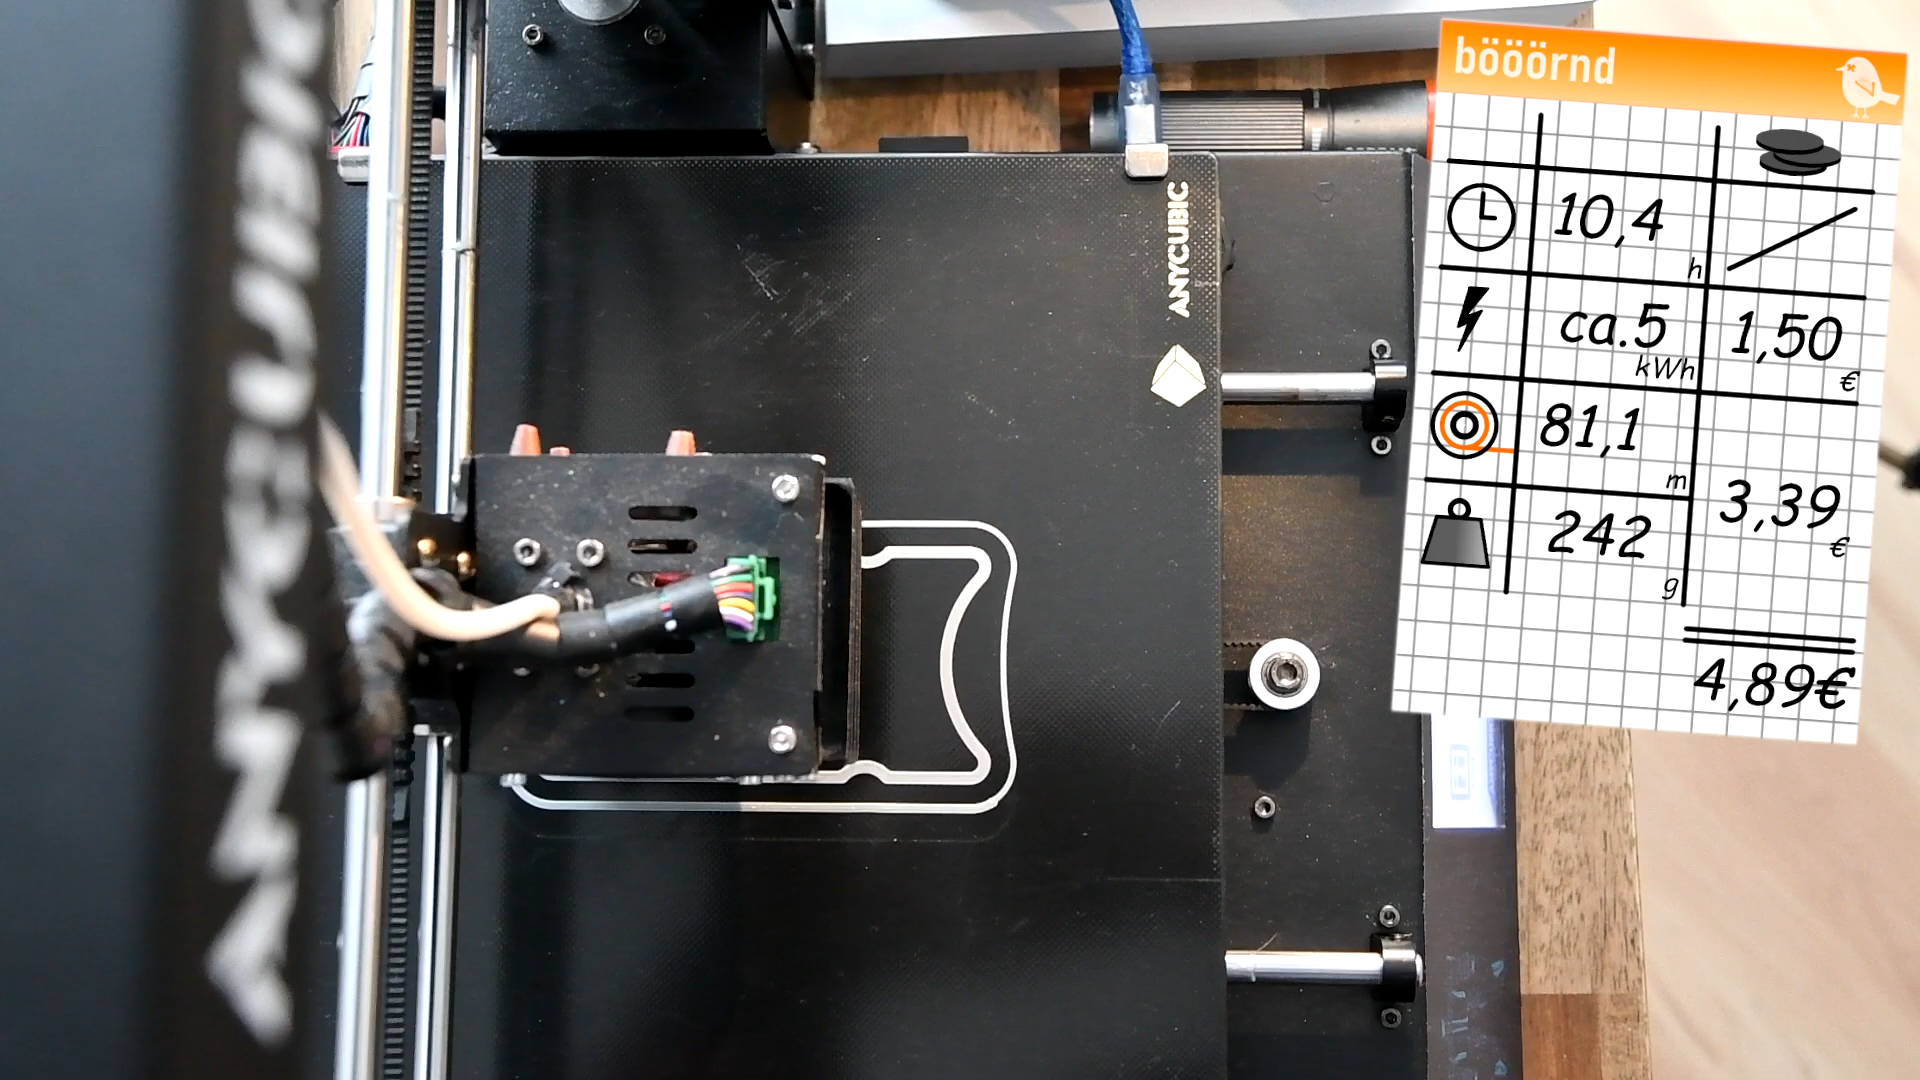 ANYCUBIC
ANYCUBIC
bööörnd
10,4 h
ca.5 kWh 1,50 €
81,1 m
3,39 €
242 g
4,89€